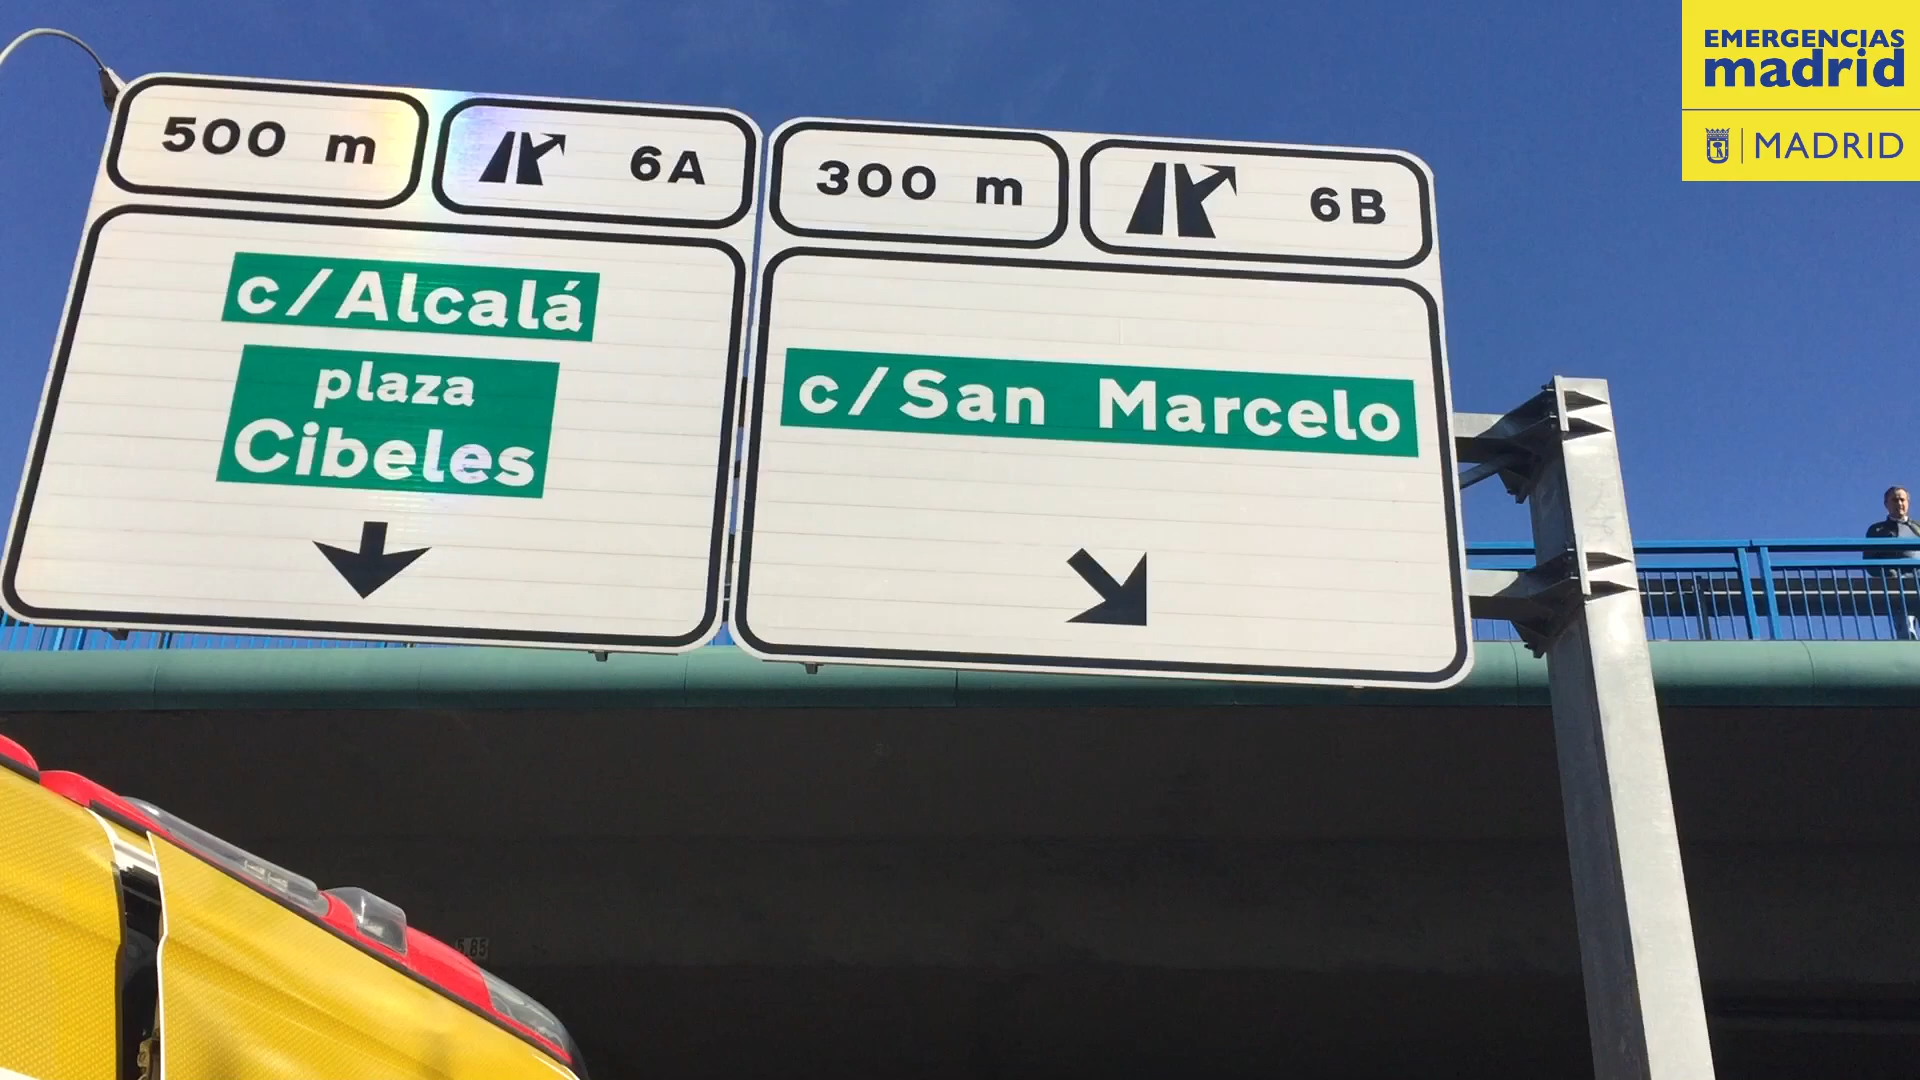 500 m
6A
300 m
6B
c/Alcalá
plaza
Cibeles
c/San Marcelo
EMERGENCIAS
madrid
MADRID